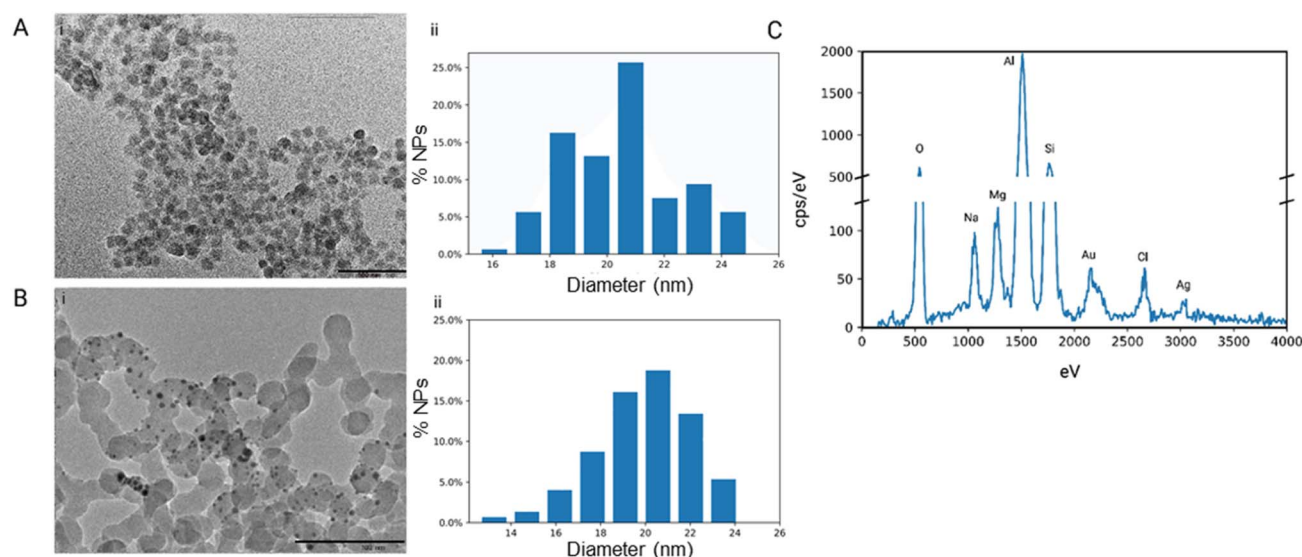 A
i
ii
25.0%
20.0%
15.0%
10.0%
5.0%
0.0%
% NPs
16 18 20 22 24 26
Diameter (nm)
B
i
ii
25.0%
20.0%
15.0%
10.0%
5.0%
0.0%
% NPs
14 16 18 20 22 24 26
Diameter (nm)
C
2000
1500
1000
500
100
50
0
cps/eV
O
Na
Mg
Al
Si
Au
Cl
Ag
0 500 1000 1500 2000 2500 3000 3500 4000
eV